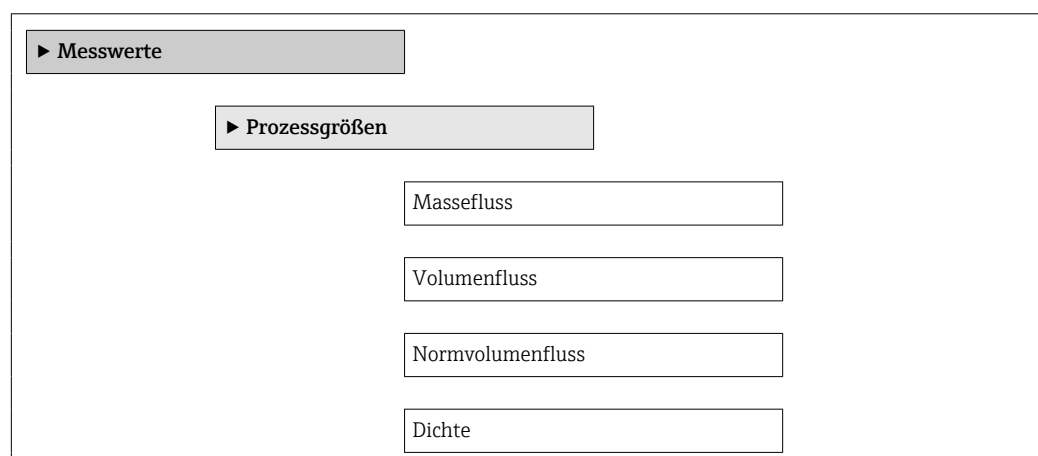 ▶ Messwerte
▶ Prozessgrößen
Massefluss
Volumenfluss
Normvolumenfluss
Dichte